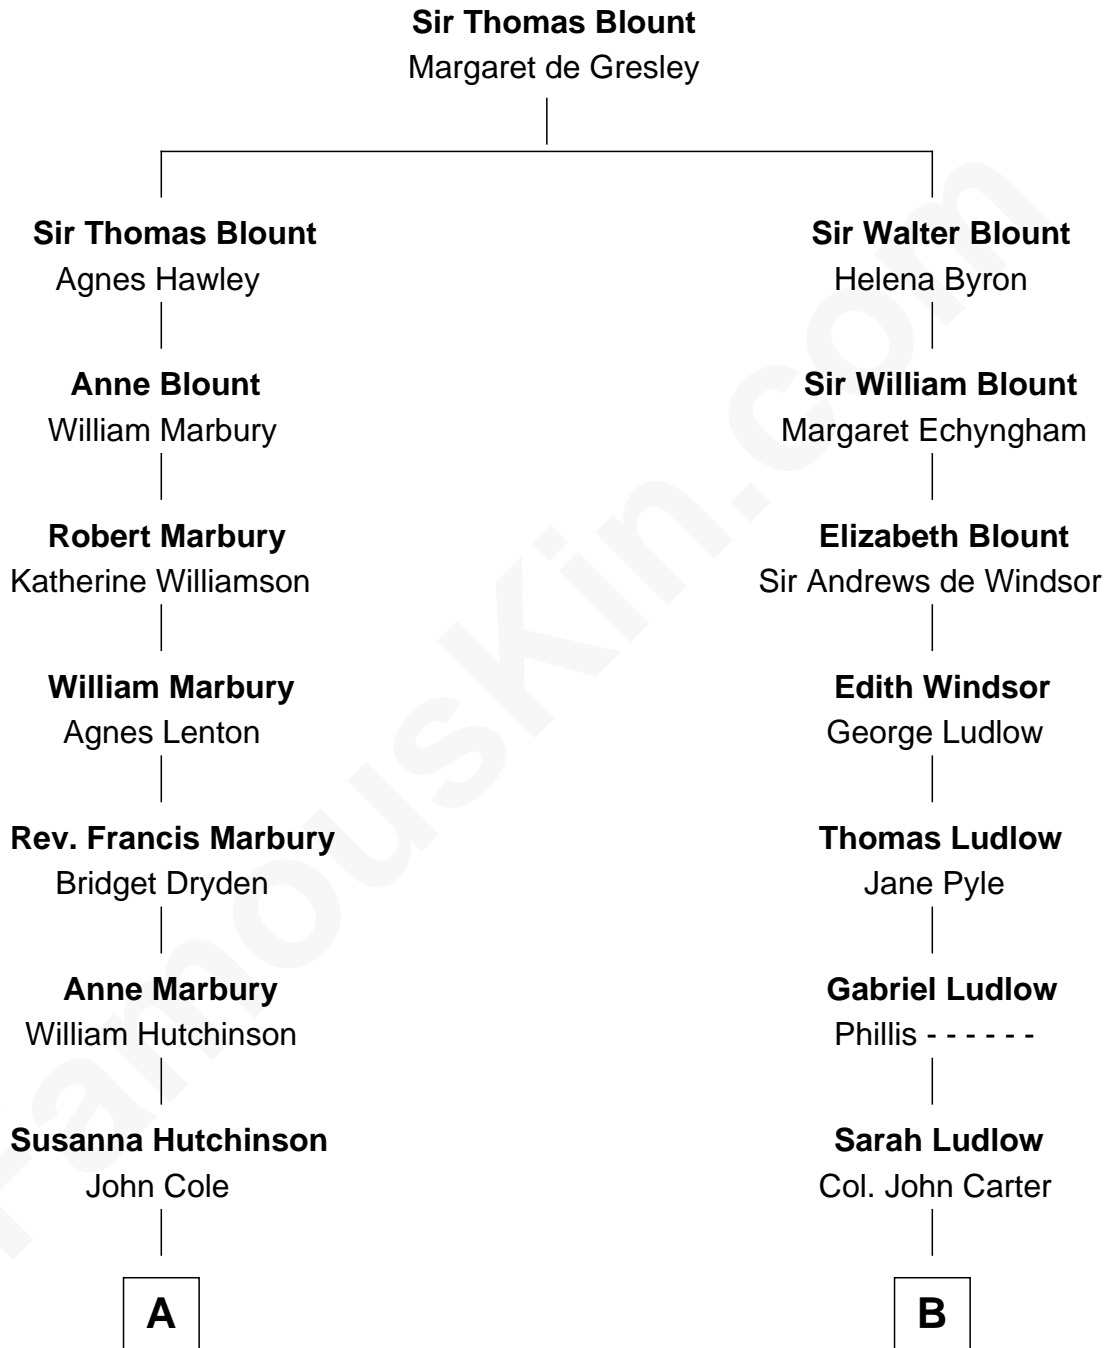 Sir Thomas Blount
Margaret de Gresley
Sir Thomas Blount
Agnes Hawley
Anne Blount
William Marbury
Robert Marbury
Katherine Williamson
William Marbury
Agnes Lenton
Rev. Francis Marbury
Bridget Dryden
Anne Marbury
William Hutchinson
Susanna Hutchinson
John Cole
A
Sir Walter Blount
Helena Byron
Sir William Blount
Margaret Echyngham
Elizabeth Blount
Sir Andrews de Windsor
Edith Windsor
George Ludlow
Thomas Ludlow
Jane Pyle
Gabriel Ludlow
Phillis - - - - - -
Sarah Ludlow
Col. John Carter
B
FamousKin.com